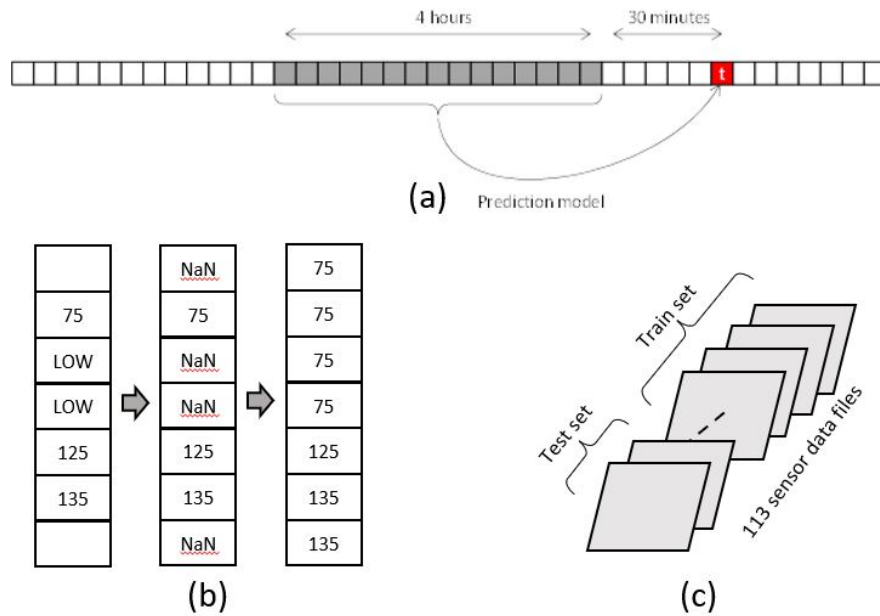 4 hours
30 minutes
t
Prediction model
(a)
75
LOW
LOW
125
135
NaN
75
NaN
NaN
125
135
NaN
75
75
75
75
125
135
135
(b)
Train set
Test set
113 sensor data files
(c)